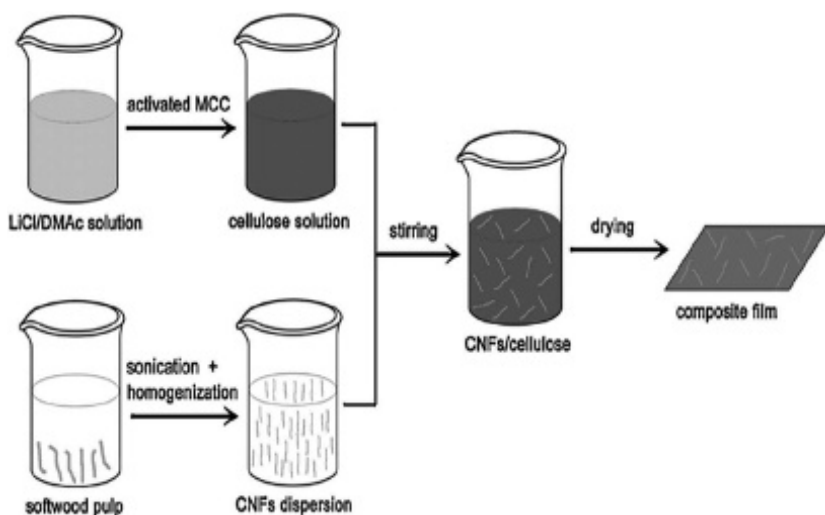 activated MCC
LiCl/DMAc solution
cellulose solution
stirring
drying
CNFs/cellulose
composite film
sonication +
homogenization
softwood pulp
CNFs dispersion